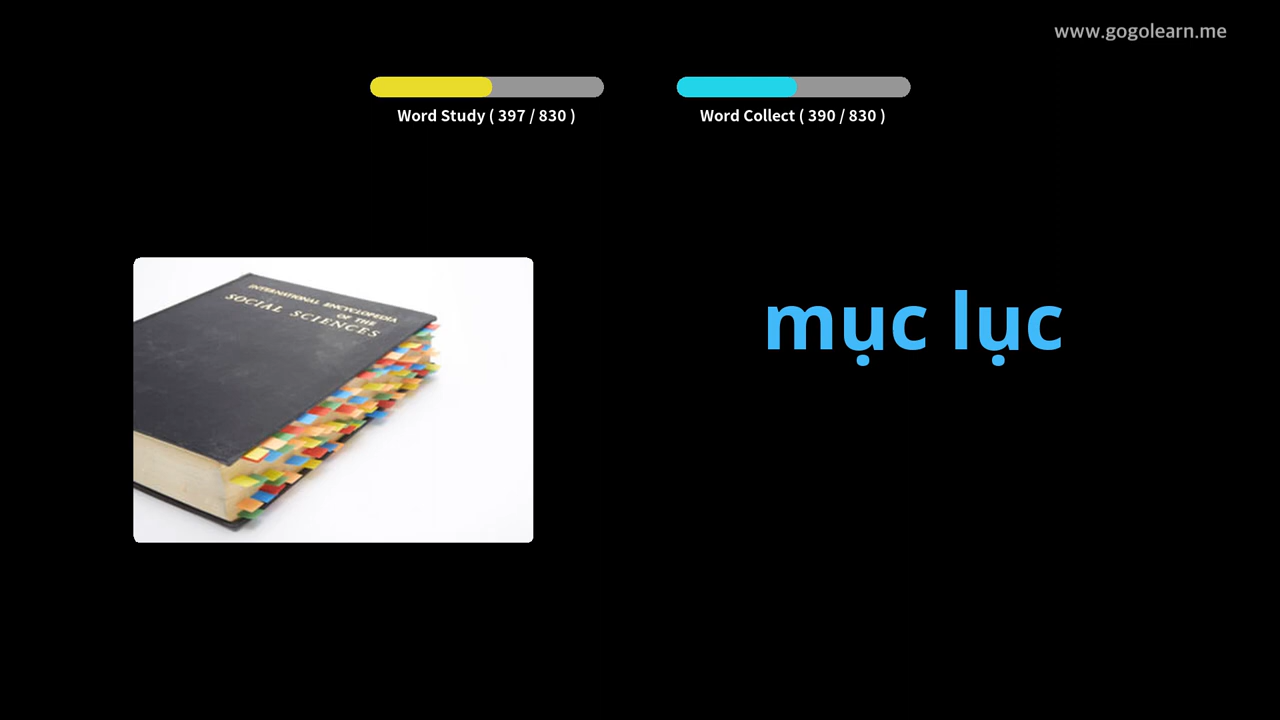 www.gogolearn.me
Word Study ( 397 / 830 )
Word Collect ( 390 / 830 )
INTERNATIONAL ENCYCLOPEDIA
OF THE
SOCIAL SCIENCES
mục lục